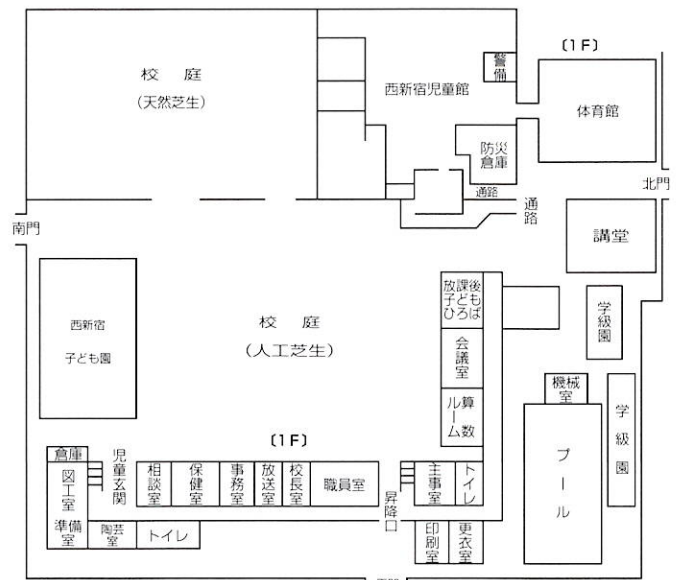 〔1F〕
校 庭
(天然芝生)
警備
西新宿児童館
体育館
防災
倉庫
通路
通路
北門
南門
講堂
西新宿
子ども園
校 庭
(人工芝生)
放課後
子ども
ひろば
会議室
算数
ルーム
学級園
機械
室
学級園
プール
〔1F〕
倉庫
図工室
準備
室
児童玄関
相談室
保健室
事務室
放送室
校長室
職員室
昇降口
主事室
トイレ
陶芸
室
トイレ
印刷室
更衣室